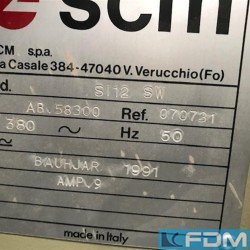 scm
CM s.p.a.
a Casale 384-47040 V. Verucchio (Fo)
d. SI12 SW
AB.58300 Ref. 070731
380 ~ Hz 50
BAUHJAR 1991
AMP. 9
made in Italy
FDM